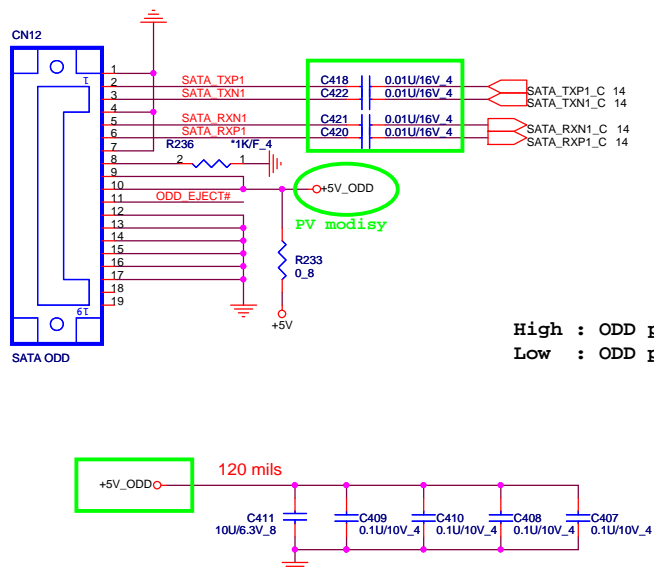 CN12
1
1
2 SATA_TXP1 C418 0.01U/16V_4 SATA_TXP1_C 14
3 SATA_TXN1 C422 0.01U/16V_4 SATA_TXN1_C 14
4
5 SATA_RXN1 C421 0.01U/16V_4 SATA_RXN1_C 14
6 SATA_RXP1 C420 0.01U/16V_4 SATA_RXP1_C 14
7 R236 *1K/F_4
8 2 1
9
10 +5V_ODD
11 ODD_EJECT#
12 PV modisy
13
14
15 R233
16 0_8
17
18
19
19
+5V
SATA ODD
High : ODD p
Low : ODD p
120 mils
+5V_ODD
C411 C409 C410 C408 C407
10U/6.3V_8 0.1U/10V_4 0.1U/10V_4 0.1U/10V_4 0.1U/10V_4